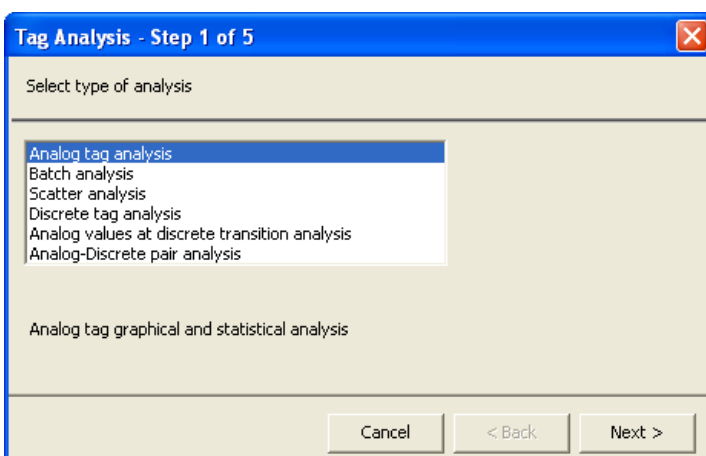 Tag Analysis - Step 1 of 5
Select type of analysis
Analog tag analysis
Batch analysis
Scatter analysis
Discrete tag analysis
Analog values at discrete transition analysis
Analog-Discrete pair analysis
Analog tag graphical and statistical analysis
Cancel < Back Next >